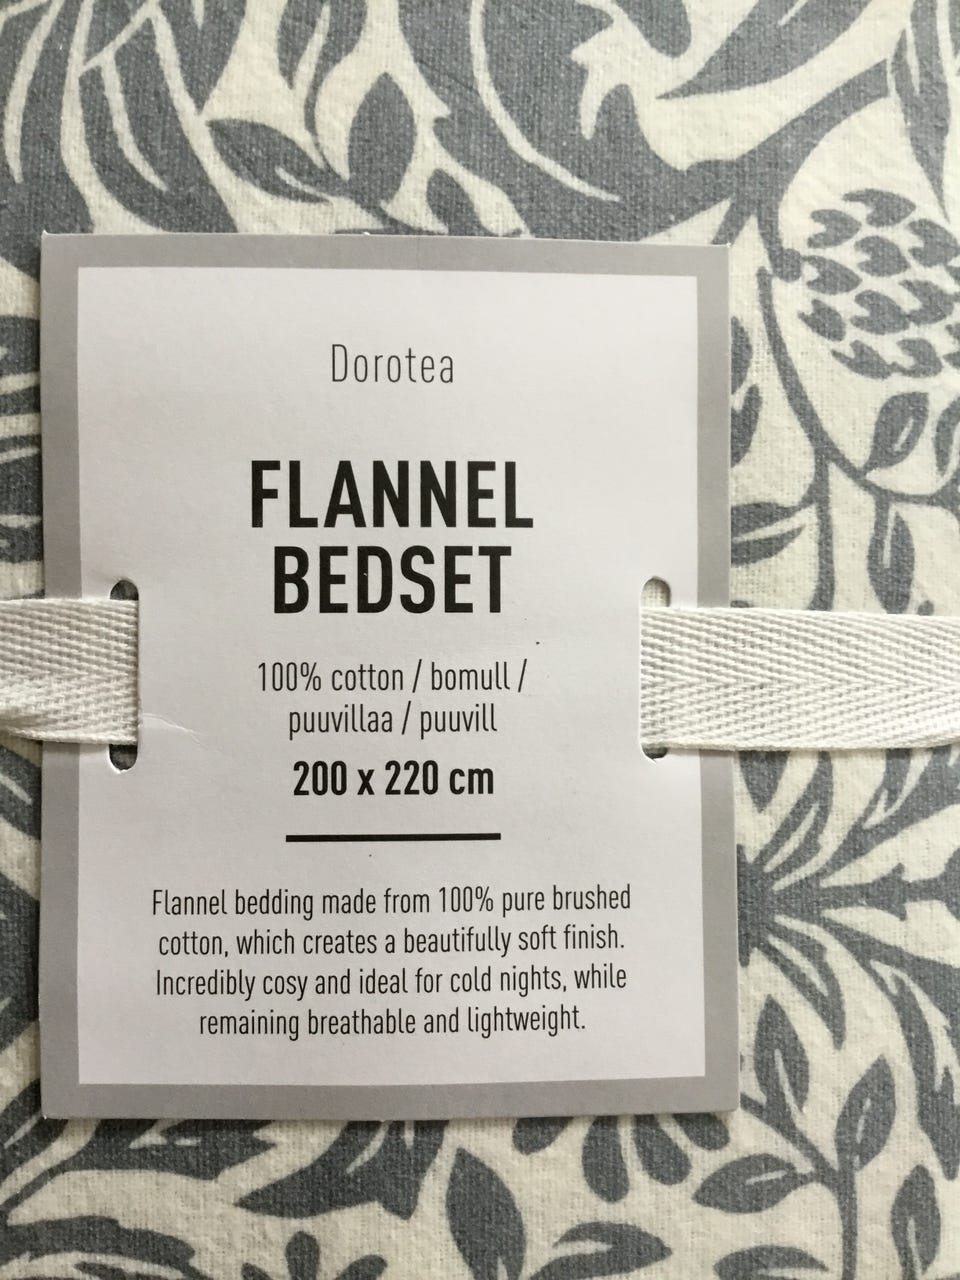 Dorotea
FLANNEL
BEDSET
100% cotton / bomull /
puuvillaa / puuvill
200 x 220 cm
Flannel bedding made from 100% pure brushed
cotton, which creates a beautifully soft finish.
Incredibly cosy and ideal for cold nights, while
remaining breathable and lightweight.